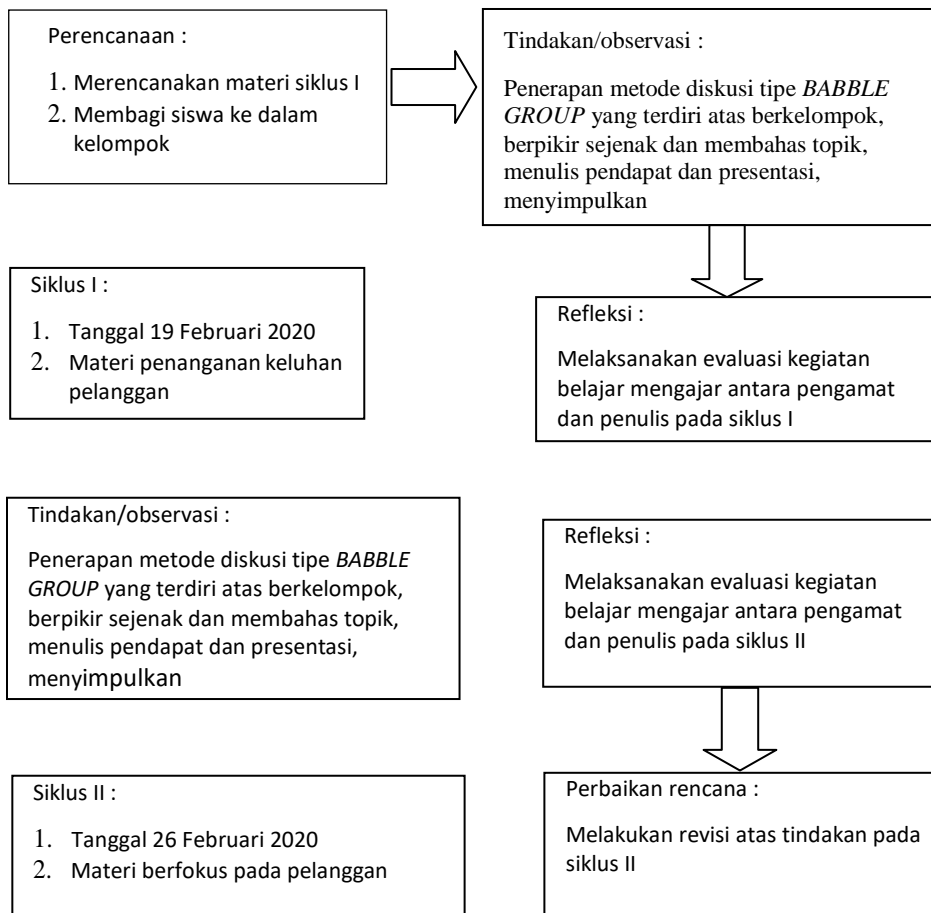 Perencanaan :
1. Merencanakan materi siklus I
2. Membagi siswa ke dalam
kelompok
Tindakan/observasi :
Penerapan metode diskusi tipe BABBLE
GROUP yang terdiri atas berkelompok,
berpikir sejenak dan membahas topik,
menulis pendapat dan presentasi,
menyimpulkan
Siklus I :
1. Tanggal 19 Februari 2020
2. Materi penanganan keluhan
pelanggan
Refleksi :
Melaksanakan evaluasi kegiatan
belajar mengajar antara pengamat
dan penulis pada siklus I
Tindakan/observasi :
Penerapan metode diskusi tipe BABBLE
GROUP yang terdiri atas berkelompok,
berpikir sejenak dan membahas topik,
menulis pendapat dan presentasi,
menyimpulkan
Refleksi :
Melaksanakan evaluasi kegiatan
belajar mengajar antara pengamat
dan penulis pada siklus II
Siklus II :
1. Tanggal 26 Februari 2020
2. Materi berfokus pada pelanggan
Perbaikan rencana :
Melakukan revisi atas tindakan pada
siklus II